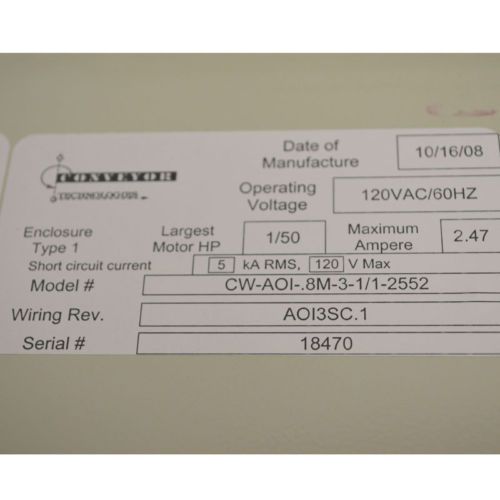 CONVEYOR
TECHNOLOGIES
Date of
Manufacture
10/16/08
Operating
Voltage
120VAC/60HZ
Enclosure
Type 1
Largest
Motor HP
1/50
Maximum
Ampere
2.47
Short circuit current 5 kA RMS, 120 V Max
Model # CW-AOI-.8M-3-1/1-2552
Wiring Rev. AOI3SC.1
Serial # 18470